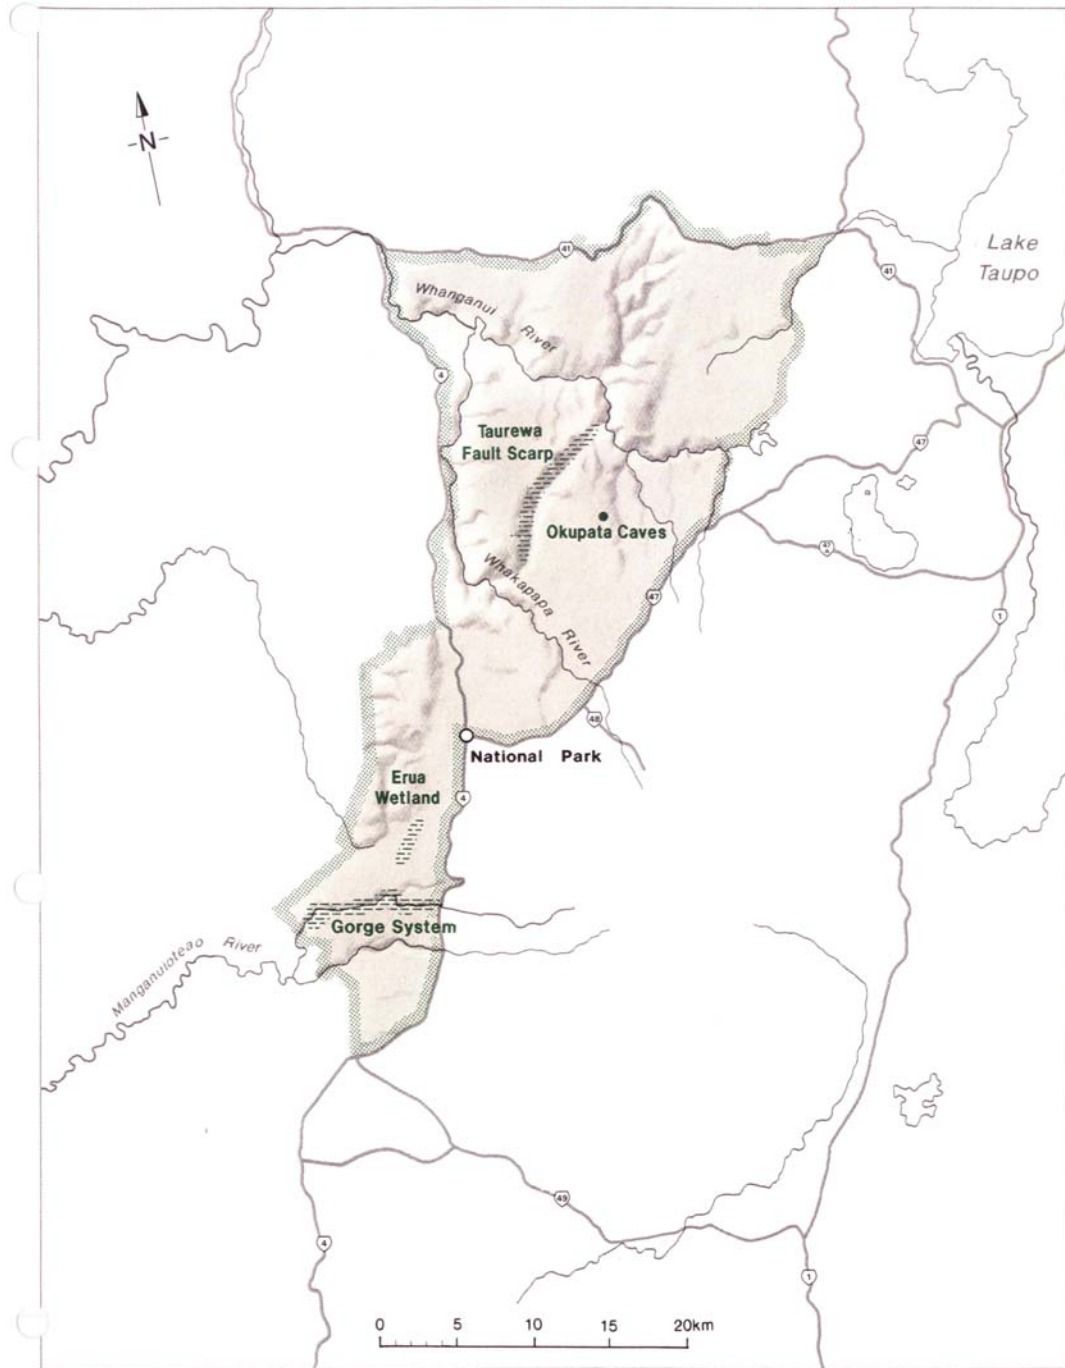 N
41
Lake
Taupo
41
Whanganui River
4
Taurewa
Fault Scarp
47
Okupata Caves
47
A
Whakapapa River
47
1
48
National Park
Erua
Wetland
4
Gorge System
Manganuioteao River
49
4
1
0 5 10 15 20km